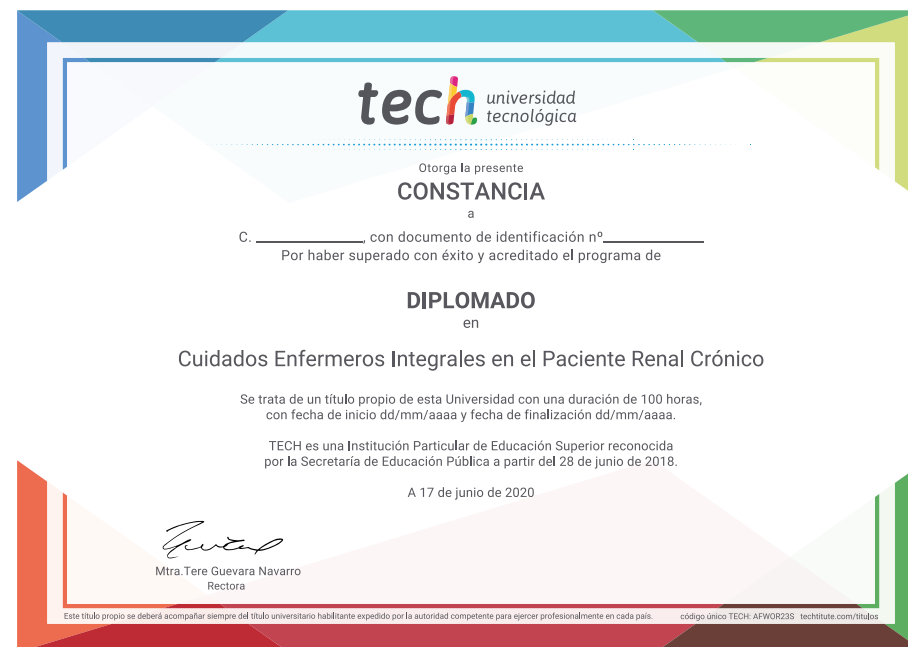 tech universidad
tecnológica
Otorga la presente
CONSTANCIA
a
C. ____________, con documento de identificación nº____________
Por haber superado con éxito y acreditado el programa de
DIPLOMADO
en
Cuidados Enfermeros Integrales en el Paciente Renal Crónico
Se trata de un título propio de esta Universidad con una duración de 100 horas,
con fecha de inicio dd/mm/aaaa y fecha de finalización dd/mm/aaaa.
TECH es una Institución Particular de Educación Superior reconocida
por la Secretaría de Educación Pública a partir del 28 de junio de 2018.
A 17 de junio de 2020
Mtra.Tere Guevara Navarro
Rectora
Este título propio se deberá acompañar siempre del título universitario habilitante expedido por la autoridad competente para ejercer profesionalmente en cada país. código único TECH: AFWOR23S techtitute.com/titulos